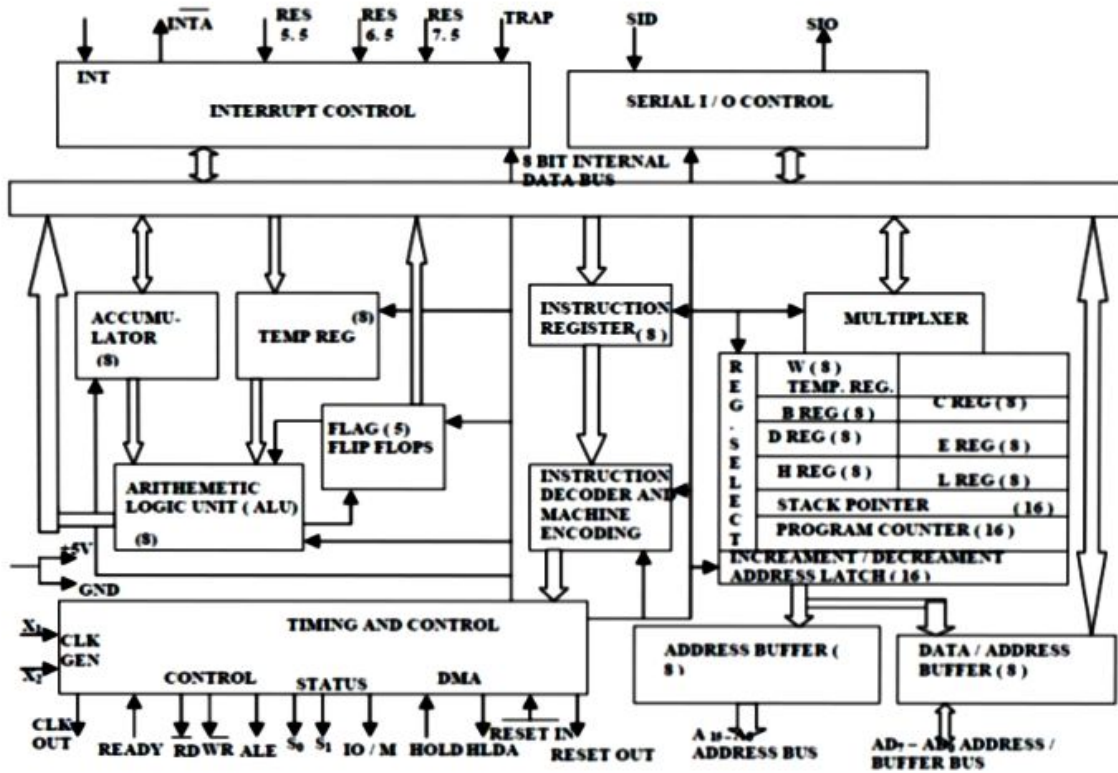 INTA
RES
5. 5
RES
6. 5
RES
7. 5
TRAP
SID
SIO
INT
INTERRUPT CONTROL
SERIAL I / O CONTROL
8 BIT INTERNAL
DATA BUS
ACCUMU-
LATOR
(8)
(8)
TEMP REG
INSTRUCTION
REGISTER ( 8 )
MULTIPLXER
R
E
G
.
S
E
L
E
C
T
W ( 8 )
TEMP. REG.
B REG ( 8 )
C REG ( 8 )
D REG ( 8 )
E REG ( 8 )
H REG ( 8 )
L REG ( 8 )
STACK POINTER ( 16 )
PROGRAM COUNTER ( 16 )
INCREAMENT / DECREAMENT
ADDRESS LATCH ( 16 )
FLAG ( 5 )
FLIP FLOPS
ARITHEMETIC
LOGIC UNIT ( ALU)
(8)
INSTRUCTION
DECODER AND
MACHINE
ENCODING
+5V
GND
X1
X2
CLK
GEN
TIMING AND CONTROL
CONTROL
STATUS
DMA
ADDRESS BUFFER (
8 )
DATA / ADDRESS
BUFFER ( 8 )
CLK
OUT
READY
RD
WR
ALE
S0
S1
IO / M
HOLD
HLDA
RESET IN
RESET OUT
A 15 – A8
ADDRESS BUS
AD7 – AD0 ADDRESS /
BUFFER BUS